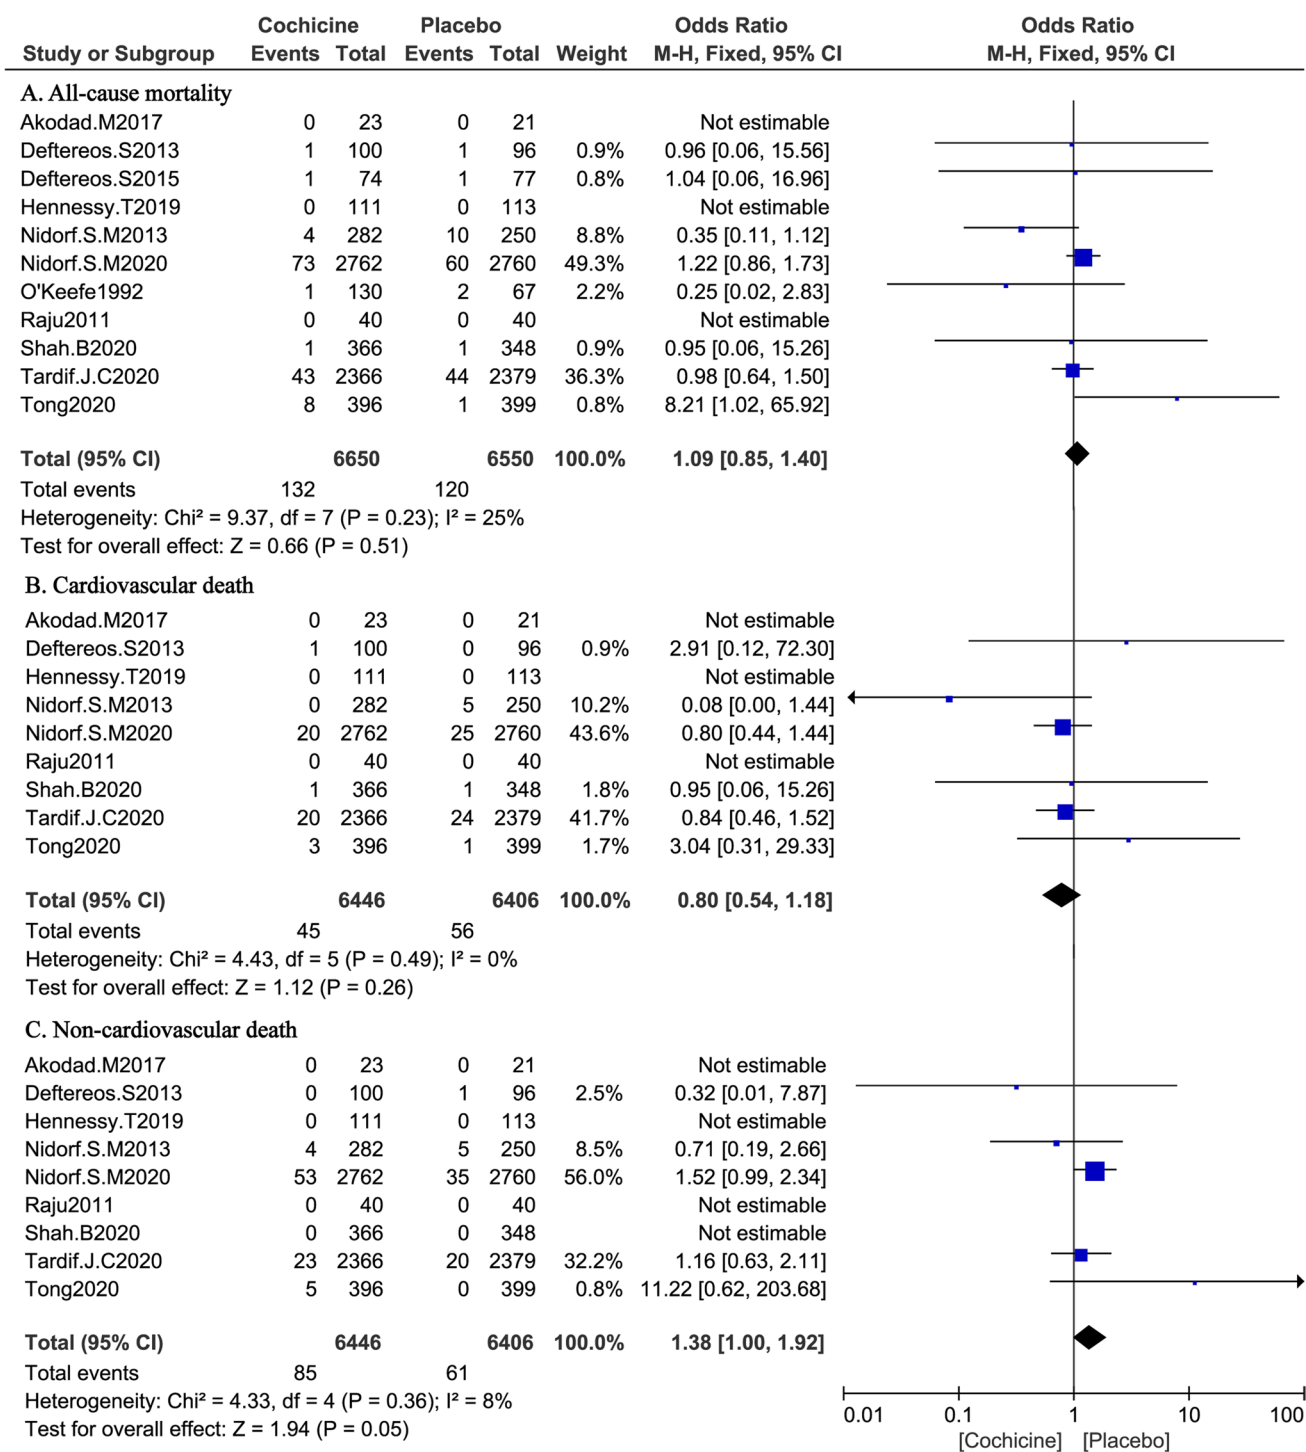 Cochicine Placebo Odds Ratio Odds Ratio
Study or Subgroup Events Total Events Total Weight M-H, Fixed, 95% CI M-H, Fixed, 95% CI
A. All-cause mortality
Akodad.M2017 0 23 0 21 Not estimable
Deftereos.S2013 1 100 1 96 0.9% 0.96 [0.06, 15.56]
Deftereos.S2015 1 74 1 77 0.8% 1.04 [0.06, 16.96]
Hennessy.T2019 0 111 0 113 Not estimable
Nidorf.S.M2013 4 282 10 250 8.8% 0.35 [0.11, 1.12]
Nidorf.S.M2020 73 2762 60 2760 49.3% 1.22 [0.86, 1.73]
O'Keefe1992 1 130 2 67 2.2% 0.25 [0.02, 2.83]
Raju2011 0 40 0 40 Not estimable
Shah.B2020 1 366 1 348 0.9% 0.95 [0.06, 15.26]
Tardif.J.C2020 43 2366 44 2379 36.3% 0.98 [0.64, 1.50]
Tong2020 8 396 1 399 0.8% 8.21 [1.02, 65.92]
Total (95% CI) 6650 6550 100.0% 1.09 [0.85, 1.40]
Total events 132 120
Heterogeneity: Chi² = 9.37, df = 7 (P = 0.23); I² = 25%
Test for overall effect: Z = 0.66 (P = 0.51)
B. Cardiovascular death
Akodad.M2017 0 23 0 21 Not estimable
Deftereos.S2013 1 100 0 96 0.9% 2.91 [0.12, 72.30]
Hennessy.T2019 0 111 0 113 Not estimable
Nidorf.S.M2013 0 282 5 250 10.2% 0.08 [0.00, 1.44]
Nidorf.S.M2020 20 2762 25 2760 43.6% 0.80 [0.44, 1.44]
Raju2011 0 40 0 40 Not estimable
Shah.B2020 1 366 1 348 1.8% 0.95 [0.06, 15.26]
Tardif.J.C2020 20 2366 24 2379 41.7% 0.84 [0.46, 1.52]
Tong2020 3 396 1 399 1.7% 3.04 [0.31, 29.33]
Total (95% CI) 6446 6406 100.0% 0.80 [0.54, 1.18]
Total events 45 56
Heterogeneity: Chi² = 4.43, df = 5 (P = 0.49); I² = 0%
Test for overall effect: Z = 1.12 (P = 0.26)
C. Non-cardiovascular death
Akodad.M2017 0 23 0 21 Not estimable
Deftereos.S2013 0 100 1 96 2.5% 0.32 [0.01, 7.87]
Hennessy.T2019 0 111 0 113 Not estimable
Nidorf.S.M2013 4 282 5 250 8.5% 0.71 [0.19, 2.66]
Nidorf.S.M2020 53 2762 35 2760 56.0% 1.52 [0.99, 2.34]
Raju2011 0 40 0 40 Not estimable
Shah.B2020 0 366 0 348 Not estimable
Tardif.J.C2020 23 2366 20 2379 32.2% 1.16 [0.63, 2.11]
Tong2020 5 396 0 399 0.8% 11.22 [0.62, 203.68]
Total (95% CI) 6446 6406 100.0% 1.38 [1.00, 1.92]
Total events 85 61
Heterogeneity: Chi² = 4.33, df = 4 (P = 0.36); I² = 8%
Test for overall effect: Z = 1.94 (P = 0.05)
0.01 0.1 1 10 100
[Cochicine] [Placebo]